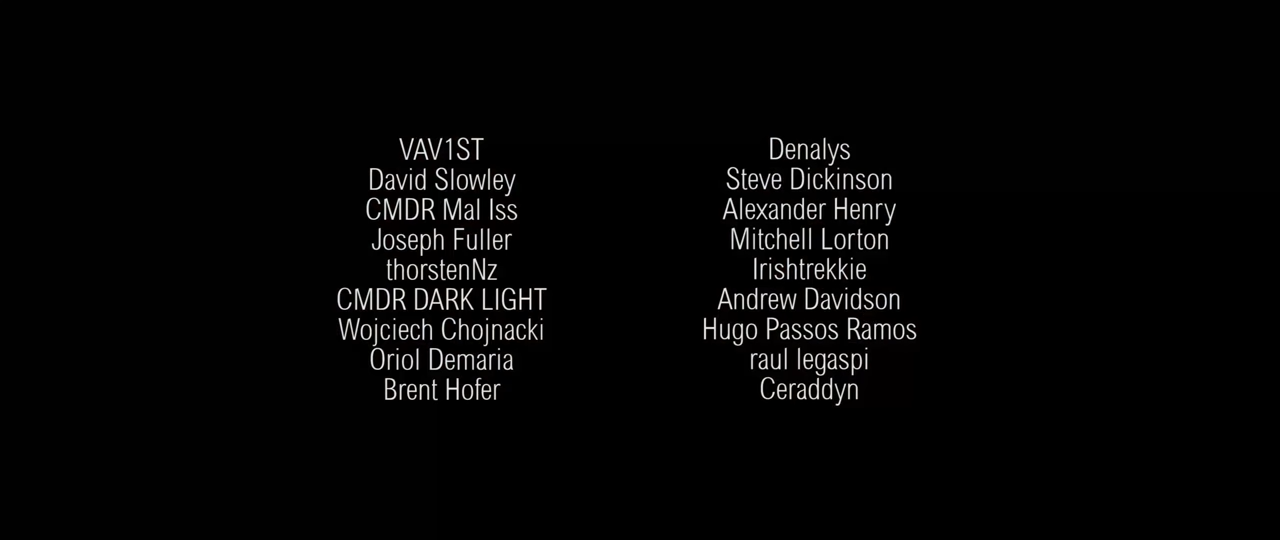 VAV1ST
David Slowley
CMDR Mal Iss
Joseph Fuller
thorstenNz
CMDR DARK LIGHT
Wojciech Chojnacki
Oriol Demaria
Brent Hofer
Denalys
Steve Dickinson
Alexander Henry
Mitchell Lorton
Irishtrekkie
Andrew Davidson
Hugo Passos Ramos
raul legaspi
Ceraddyn